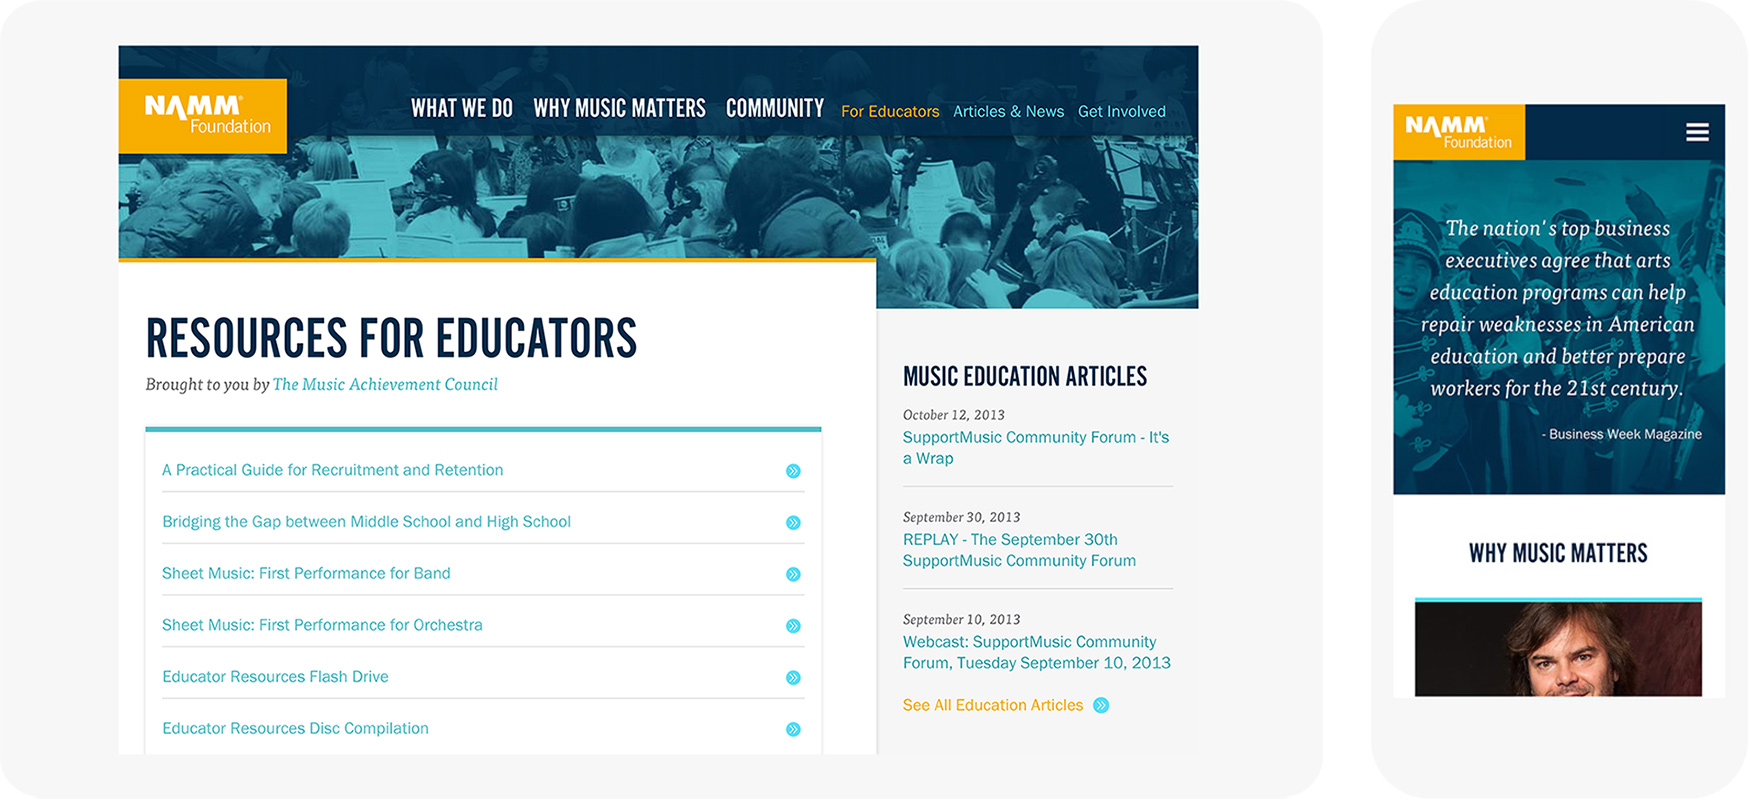 NAMM®
Foundation
WHAT WE DO WHY MUSIC MATTERS COMMUNITY For Educators Articles & News Get Involved
RESOURCES FOR EDUCATORS
Brought to you by The Music Achievement Council
A Practical Guide for Recruitment and Retention
Bridging the Gap between Middle School and High School
Sheet Music: First Performance for Band
Sheet Music: First Performance for Orchestra
Educator Resources Flash Drive
Educator Resources Disc Compilation
MUSIC EDUCATION ARTICLES
October 12, 2013
SupportMusic Community Forum - It's
a Wrap
September 30, 2013
REPLAY - The September 30th
SupportMusic Community Forum
September 10, 2013
Webcast: SupportMusic Community
Forum, Tuesday September 10, 2013
See All Education Articles
NAMM®
Foundation
The nation's top business
executives agree that arts
education programs can help
repair weaknesses in American
education and better prepare
workers for the 21st century.
- Business Week Magazine
WHY MUSIC MATTERS